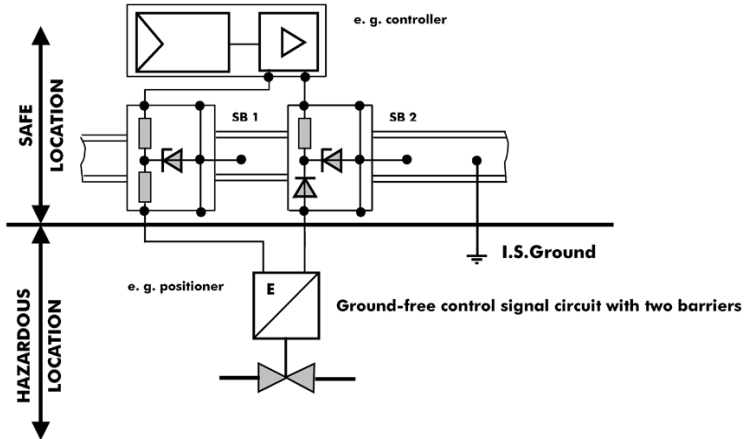 e. g. controller
SAFE
LOCATION
SB 1
SB 2
I.S.Ground
HAZARDOUS
LOCATION
e. g. positioner
E
Ground-free control signal circuit with two barriers